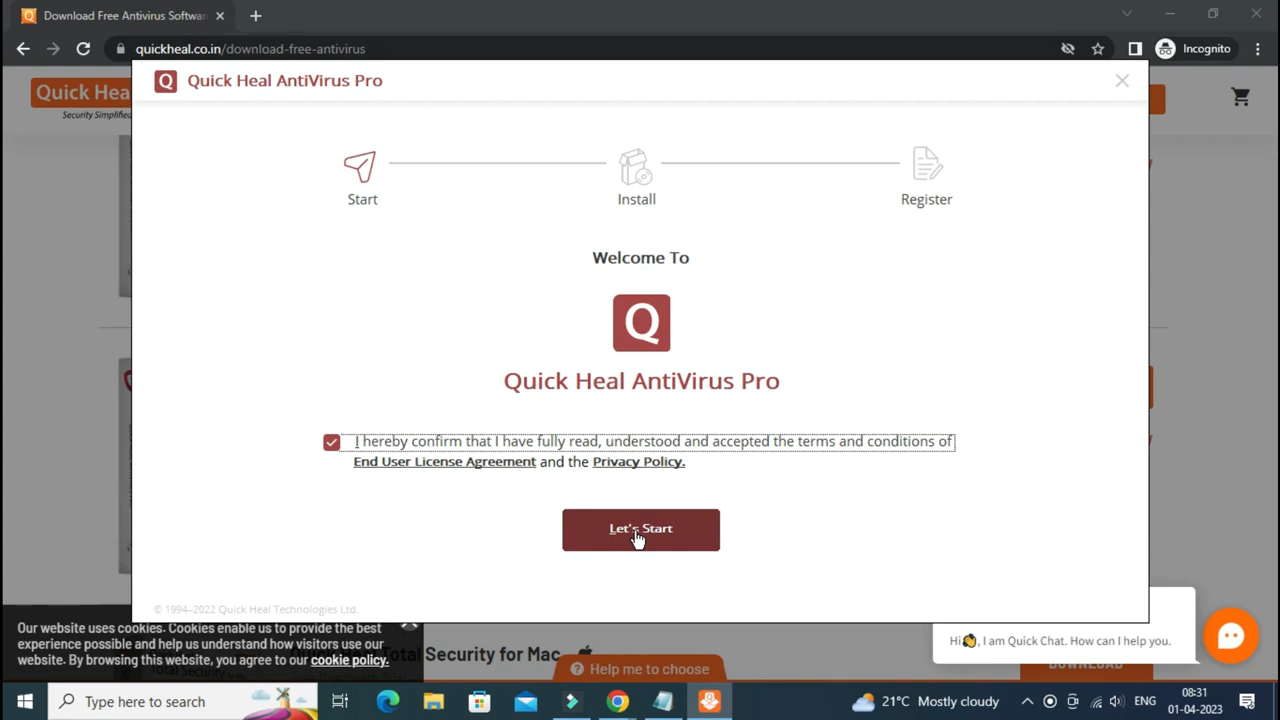 Download Free Antivirus Softwar
quickheal.co.in/download-free-antivirus
Incognito
Quick Hea
Security Simplified
Q Quick Heal AntiVirus Pro
Start
Install
Register
Welcome To
Q
Quick Heal AntiVirus Pro
I hereby confirm that I have fully read, understood and accepted the terms and conditions of
End User License Agreement and the Privacy Policy.
Let's Start
© 1994–2022 Quick Heal Technologies Ltd.
Our website uses cookies. Cookies enable us to provide the best
experience possible and help us understand how visitors use our
website. By browsing this website, you agree to our cookie policy.
Total Security for Mac
Help me to choose
Hi, I am Quick Chat. How can I help you.
DOWNLOAD
Type here to search
21°C Mostly cloudy
ENG
08:31
01-04-2023